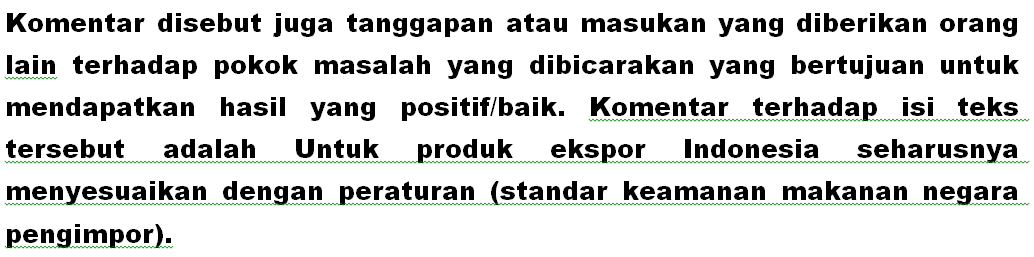 Komentar disebut juga tanggapan atau masukan yang diberikan orang
lain terhadap pokok masalah yang dibicarakan yang bertujuan untuk
mendapatkan hasil yang positif/baik. Komentar terhadap isi teks
tersebut adalah Untuk produk ekspor Indonesia seharusnya
menyesuaikan dengan peraturan (standar keamanan makanan negara
pengimpor).